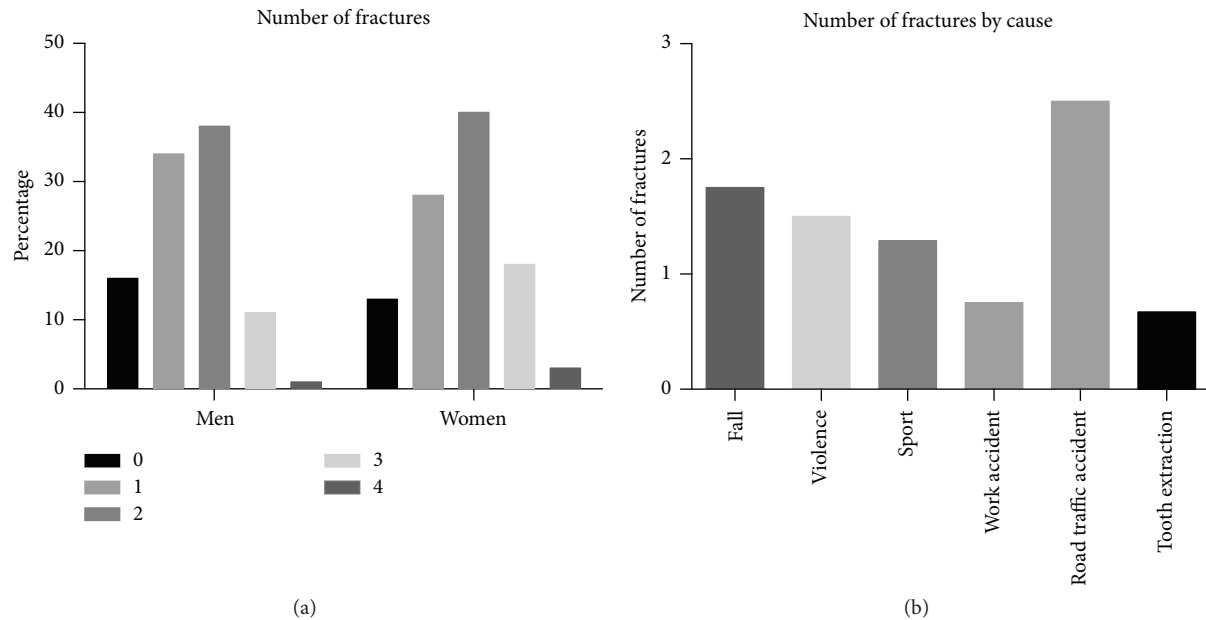 Number of fractures
Percentage
50
40
30
20
10
0
Men
Women
0
1
2
3
4
(a)
Number of fractures by cause
Number of fractures
3
2
1
0
Fall
Violence
Sport
Work accident
Road traffic accident
Tooth extraction
(b)